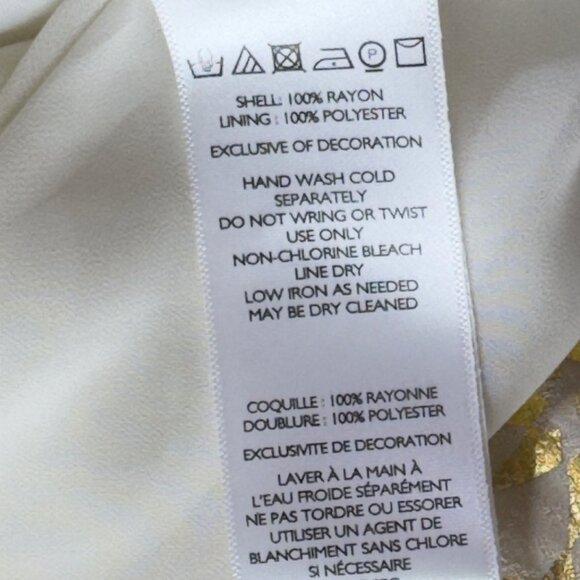 P
SHELL: 100% RAYON
LINING : 100% POLYESTER
EXCLUSIVE OF DECORATION
HAND WASH COLD
SEPARATELY
DO NOT WRING OR TWIST
USE ONLY
NON-CHLORINE BLEACH
LINE DRY
LOW IRON AS NEEDED
MAY BE DRY CLEANED
COQUILLE : 100% RAYONNE
DOUBLURE : 100% POLYESTER
EXCLUSIVITE DE DECORATION
LAVER À LA MAIN À
L'EAU FROIDE SÉPARÉMENT
NE PAS TORDRE OU ESSORER
UTILISER UN AGENT DE
BLANCHIMENT SANS CHLORE
SI NÉCESSAIRE